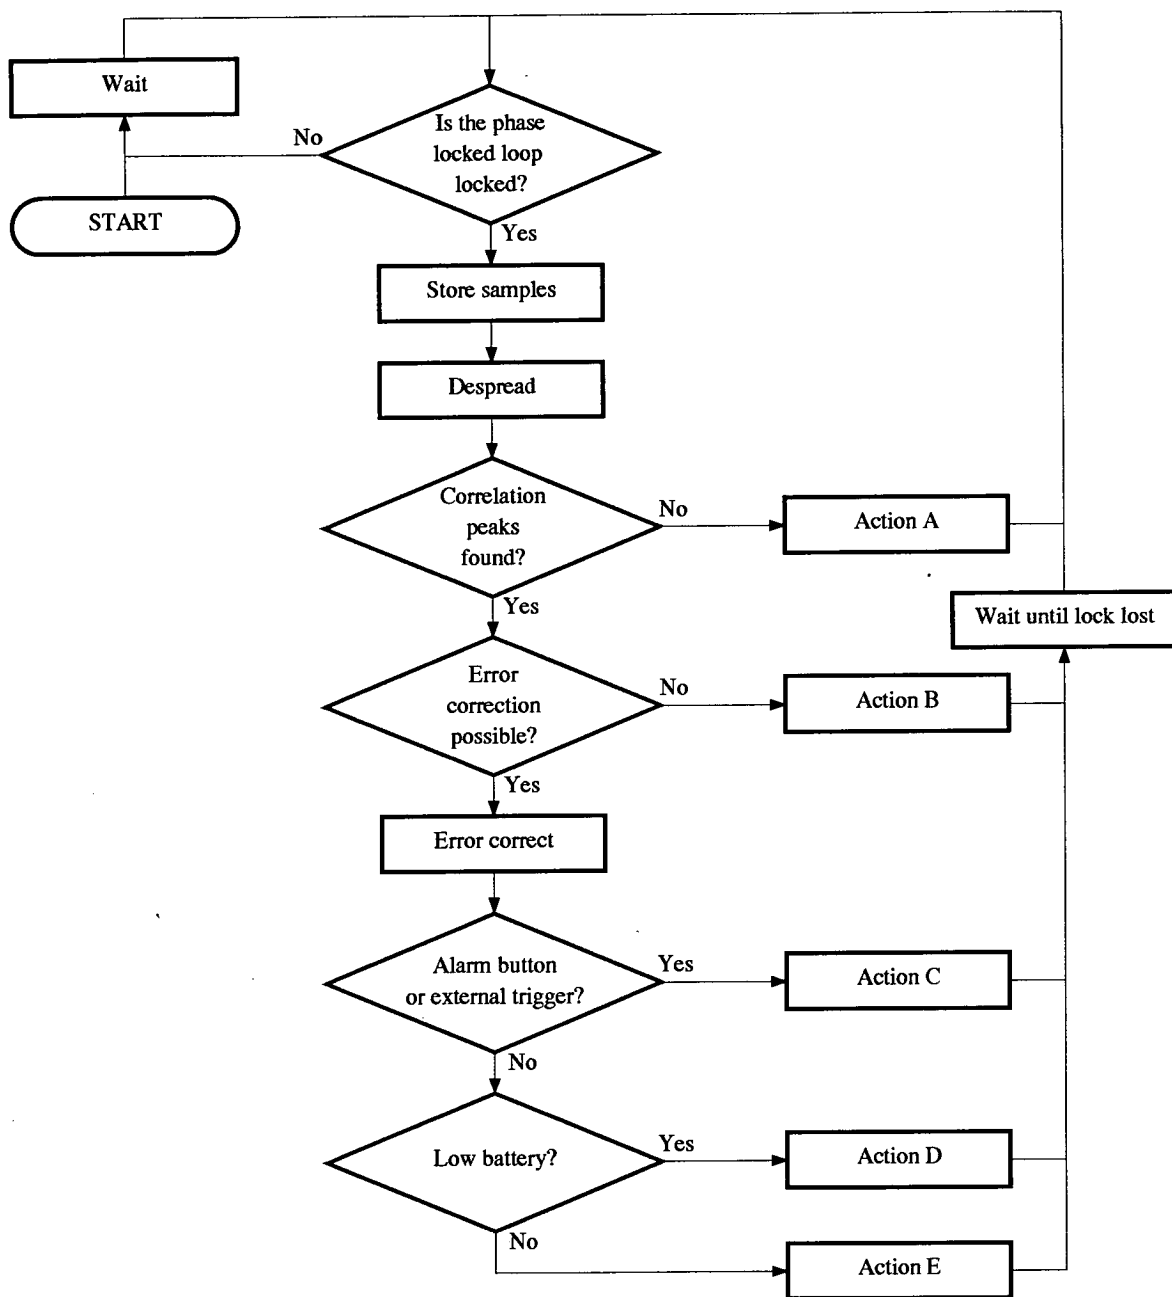 Wait
No
Is the phase
locked loop
locked?
START
Yes
Store samples
Despread
Correlation
peaks
found?
No
Action A
Yes
Wait until lock lost
Error
correction
possible?
No
Action B
Yes
Error correct
Alarm button
or external trigger?
Yes
Action C
No
Low battery?
Yes
Action D
No
Action E